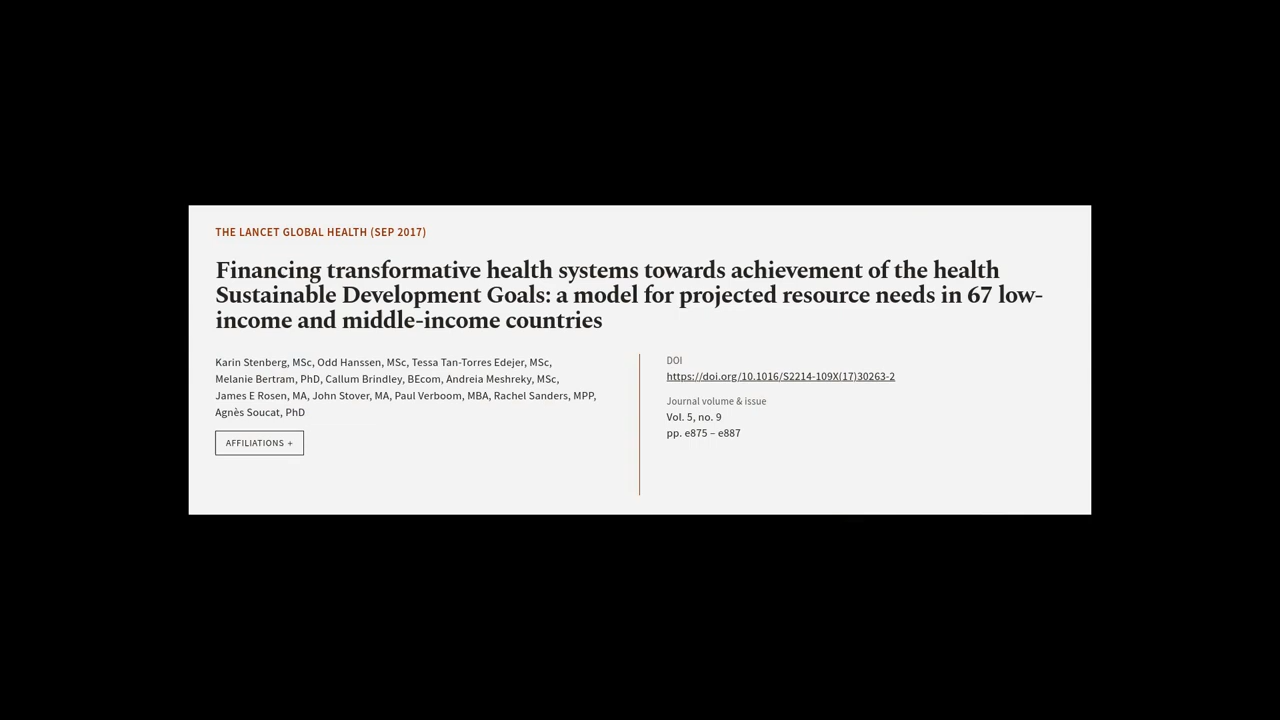 THE LANCET GLOBAL HEALTH (SEP 2017)
Financing transformative health systems towards achievement of the health
Sustainable Development Goals: a model for projected resource needs in 67 low-
income and middle-income countries
Karin Stenberg, MSc, Odd Hanssen, MSc, Tessa Tan-Torres Edejer, MSc,
Melanie Bertram, PhD, Callum Brindley, BEcom, Andreia Meshreky, MSc,
James E Rosen, MA, John Stover, MA, Paul Verboom, MBA, Rachel Sanders, MPP,
Agnès Soucat, PhD
AFFILIATIONS +
DOI
https://doi.org/10.1016/S2214-109X(17)30263-2
Journal volume & issue
Vol. 5, no. 9
pp. e875 – e887